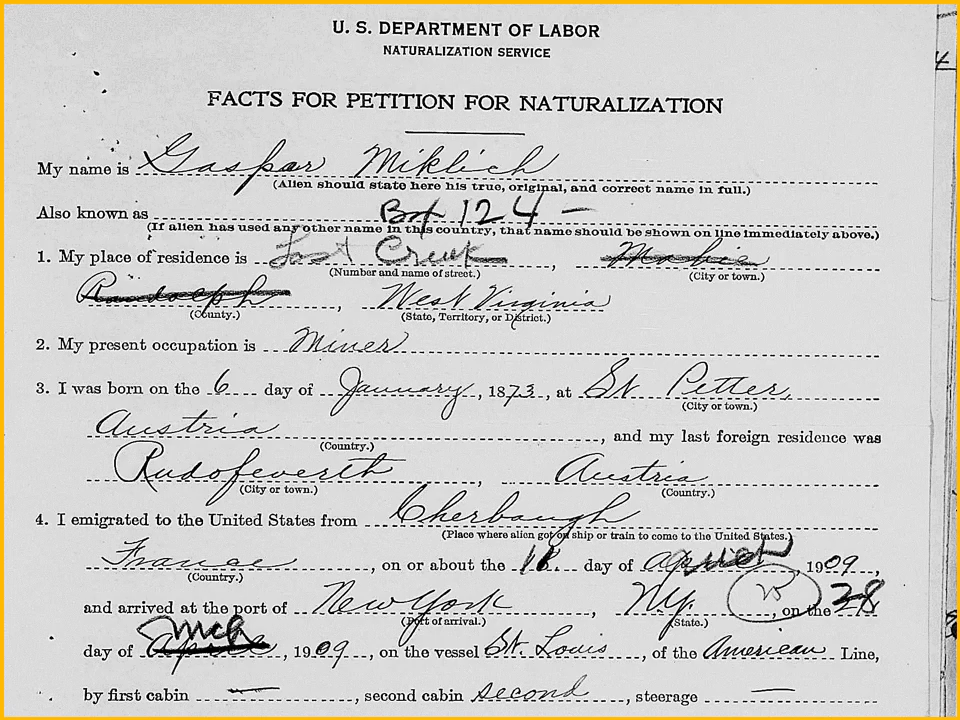 U. S. DEPARTMENT OF LABOR
NATURALIZATION SERVICE
FACTS FOR PETITION FOR NATURALIZATION
My name is Gaspar Miklich
(Alien should state here his true, original, and correct name in full.)
Also known as Box 124 —
(If alien has used any other name in this country, that name should be shown on line immediately above.)
1. My place of residence is Lost Creek,
(Number and name of street.) (City or town.)
Randolph, West Virginia
(County.) (State, Territory, or District.)
2. My present occupation is Miner
3. I was born on the 6 day of January, 1873, at St Petter,
(City or town.)
Austria, and my last foreign residence was
(Country.)
Rudofeverth, Austria
(City or town.) (Country.)
4. I emigrated to the United States from Cherbaugh
(Place where alien got on ship or train to come to the United States.)
France, on or about the 18. day of March, 1909,
(Country.)
and arrived at the port of New York, Ny. 25, on the 28
(Port of arrival.) (State.)
day of Mch April, 1909, on the vessel St. Louis, of the American Line,
by first cabin —, second cabin second, steerage —
4